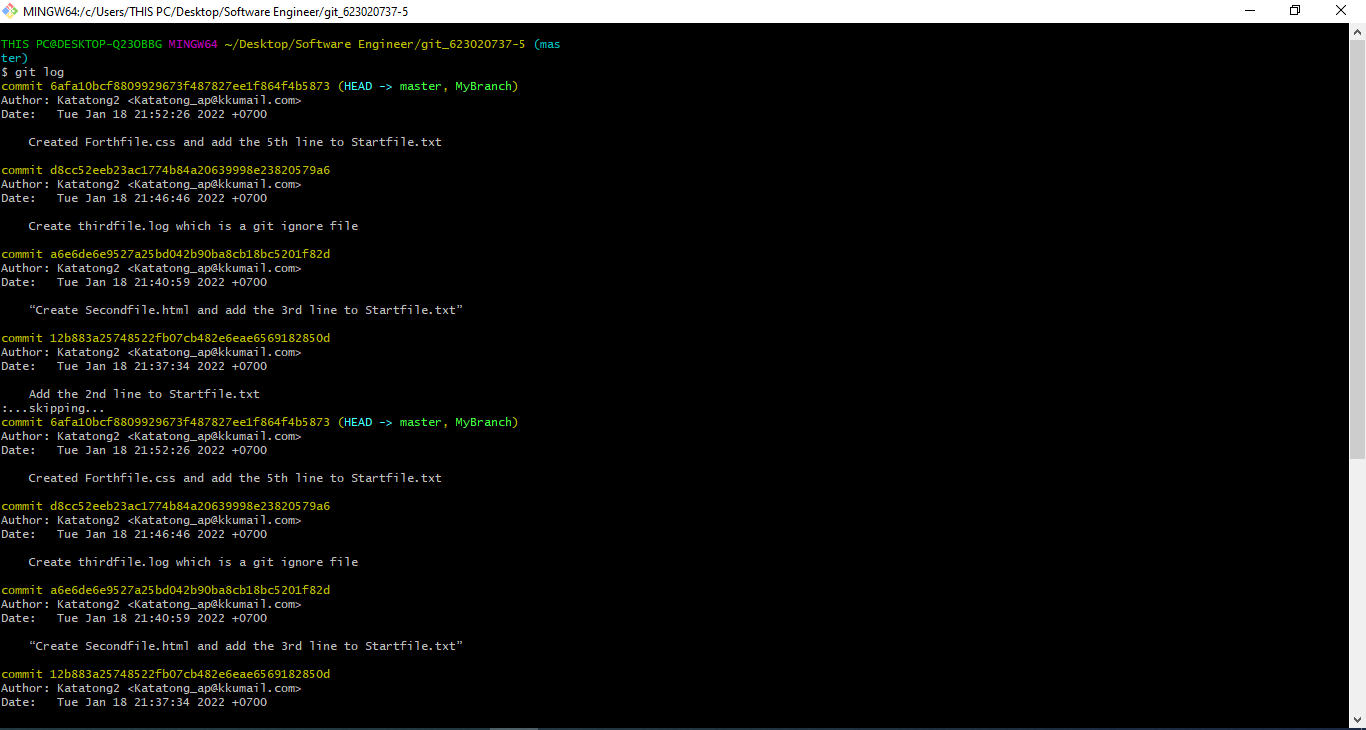 MINGW64:/c/Users/THIS PC/Desktop/Software Engineer/git_623020737-5
THIS PC@DESKTOP-Q23OBBG MINGW64 ~/Desktop/Software Engineer/git_623020737-5 (mas
ter)
$ git log
commit 6afa10bcf8809929673f487827ee1f864f4b5873 (HEAD -> master, MyBranch)
Author: Katatong2 <Katatong_ap@kkumail.com>
Date:   Tue Jan 18 21:52:26 2022 +0700
Created Forthfile.css and add the 5th line to Startfile.txt
commit d8cc52eeb23ac1774b84a20639998e23820579a6
Author: Katatong2 <Katatong_ap@kkumail.com>
Date:   Tue Jan 18 21:46:46 2022 +0700
Create thirdfile.log which is a git ignore file
commit a6e6de6e9527a25bd042b90ba8cb18bc5201f82d
Author: Katatong2 <Katatong_ap@kkumail.com>
Date:   Tue Jan 18 21:40:59 2022 +0700
“Create Secondfile.html and add the 3rd line to Startfile.txt”
commit 12b883a25748522fb07cb482e6eae6569182850d
Author: Katatong2 <Katatong_ap@kkumail.com>
Date:   Tue Jan 18 21:37:34 2022 +0700
Add the 2nd line to Startfile.txt
:...skipping...
commit 6afa10bcf8809929673f487827ee1f864f4b5873 (HEAD -> master, MyBranch)
Author: Katatong2 <Katatong_ap@kkumail.com>
Date:   Tue Jan 18 21:52:26 2022 +0700
Created Forthfile.css and add the 5th line to Startfile.txt
commit d8cc52eeb23ac1774b84a20639998e23820579a6
Author: Katatong2 <Katatong_ap@kkumail.com>
Date:   Tue Jan 18 21:46:46 2022 +0700
Create thirdfile.log which is a git ignore file
commit a6e6de6e9527a25bd042b90ba8cb18bc5201f82d
Author: Katatong2 <Katatong_ap@kkumail.com>
Date:   Tue Jan 18 21:40:59 2022 +0700
“Create Secondfile.html and add the 3rd line to Startfile.txt”
commit 12b883a25748522fb07cb482e6eae6569182850d
Author: Katatong2 <Katatong_ap@kkumail.com>
Date:   Tue Jan 18 21:37:34 2022 +0700